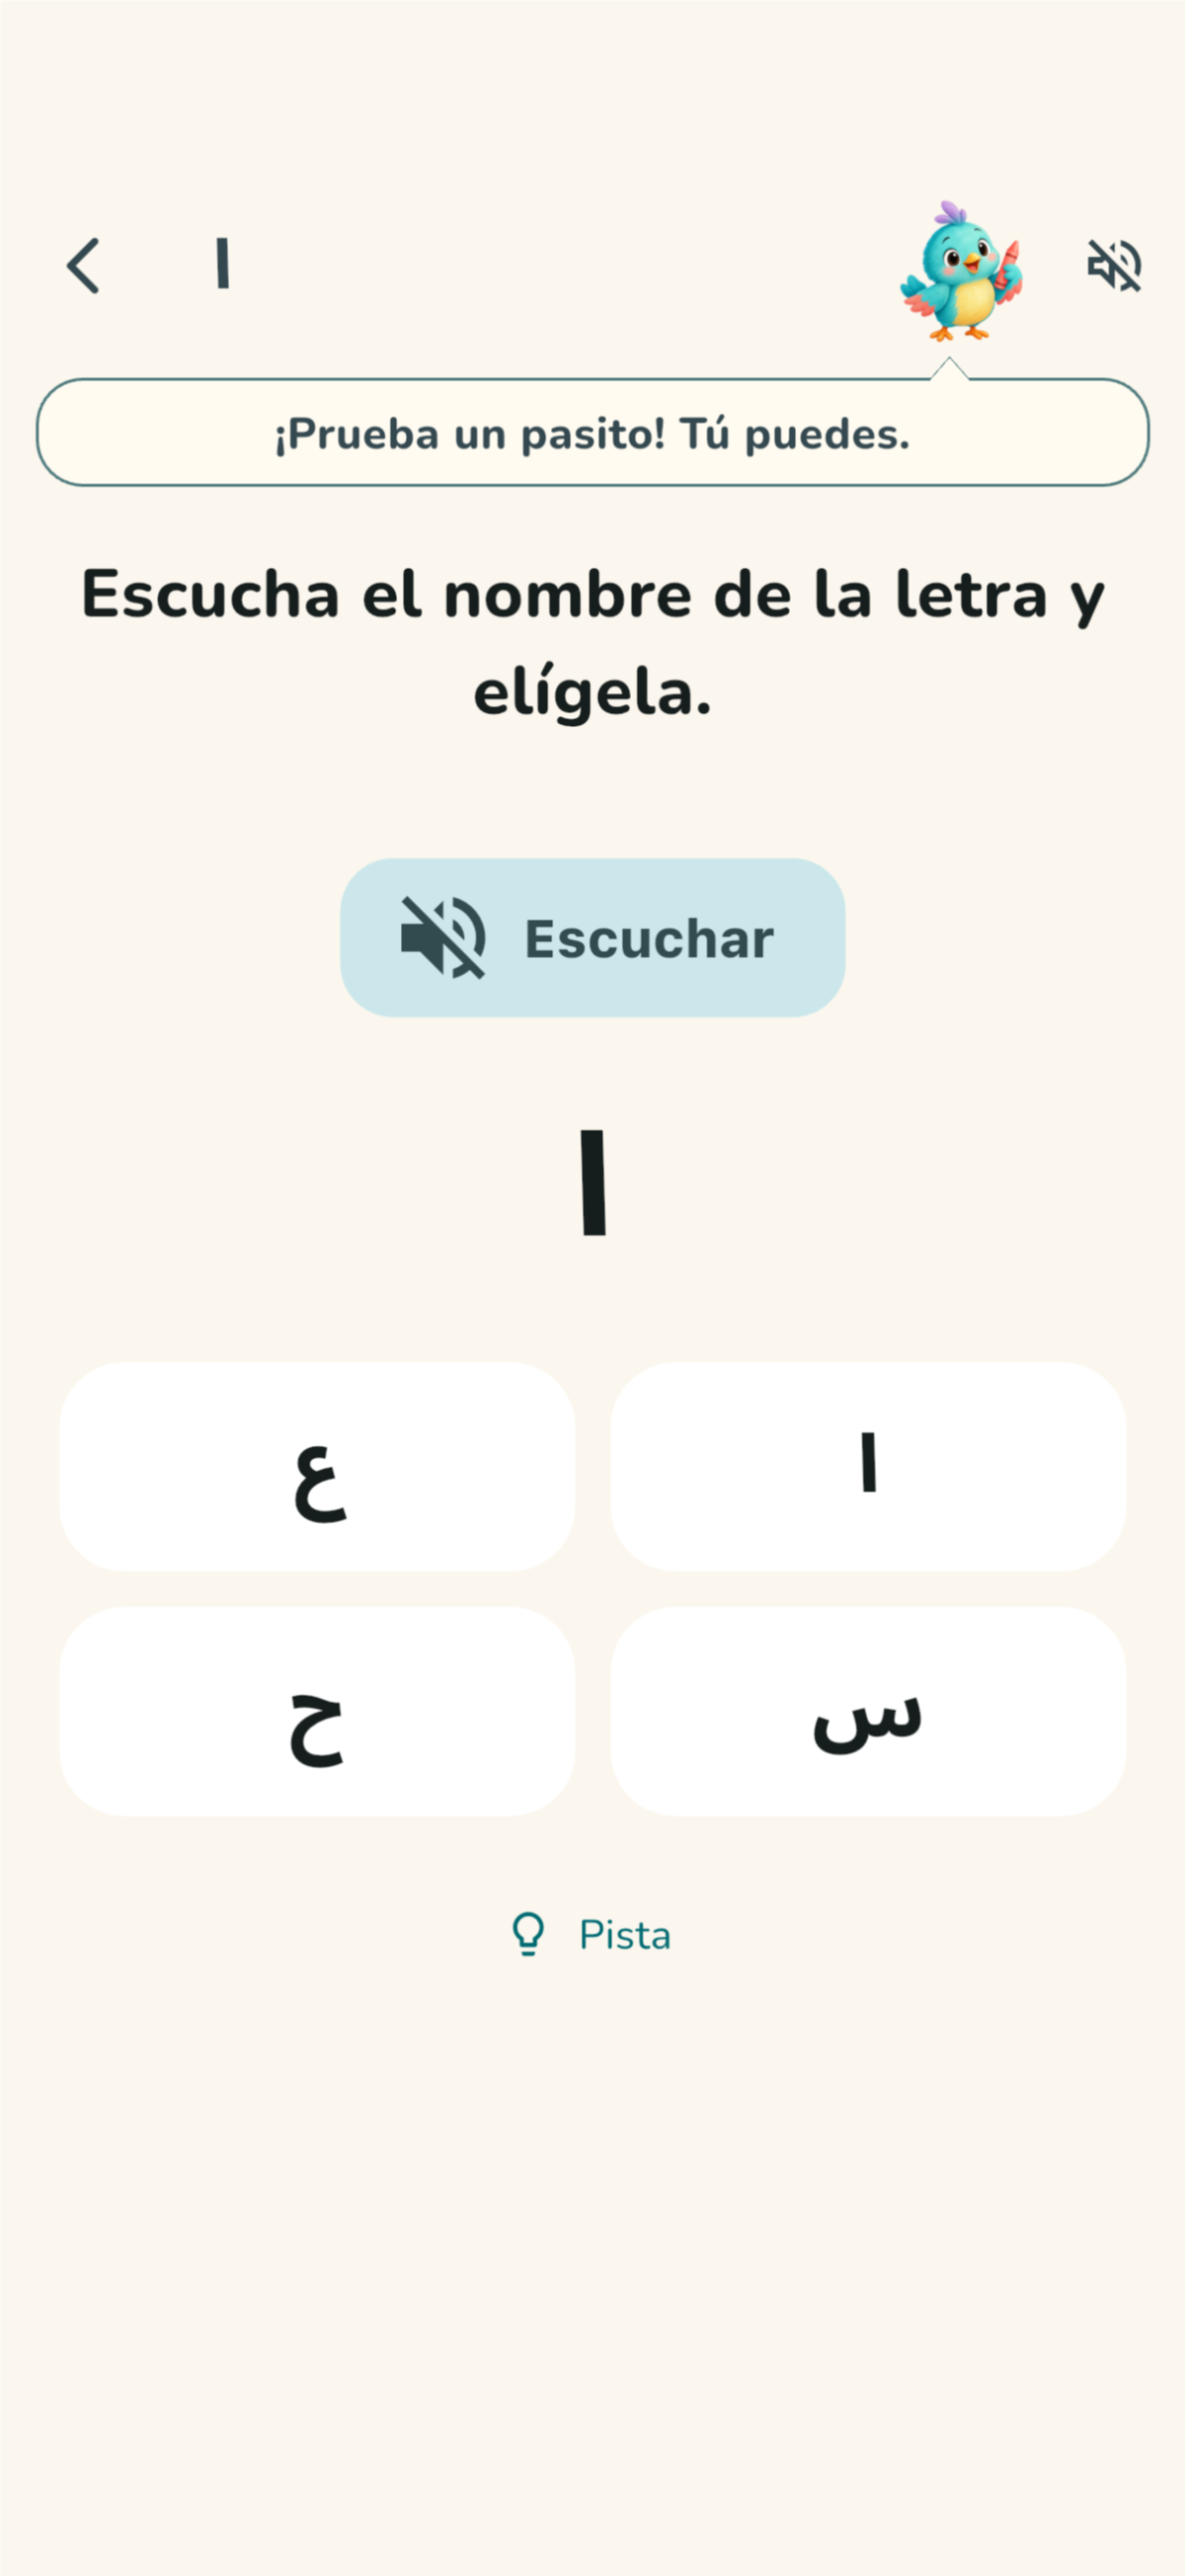 ا
¡Prueba un pasito! Tú puedes.
Escucha el nombre de la letra y
elígela.
Escuchar
ا
ع
ا
ح
س
Pista